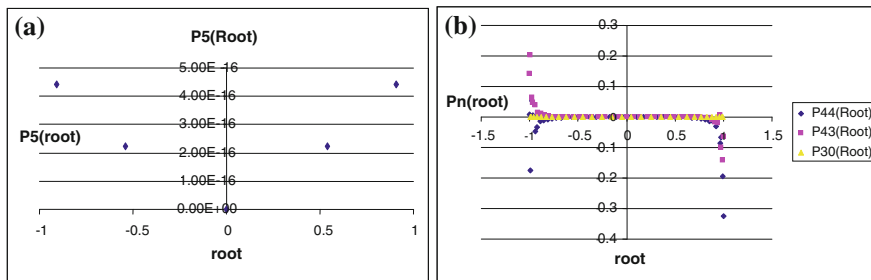 (a)
P5(Root)
5.00E-16
4.00E-16
3.00E-16
P5(root)
2.00E-16
1.00E-16
0.00E+00
-1
-0.5
0
0.5
1
root
(b)
0.3
0.2
0.1
Pn(root)
0
-1.5
-1
-0.5
0
0.5
1
1.5
0.1
0.2
0.3
0.4
root
P44(Root)
P43(Root)
P30(Root)